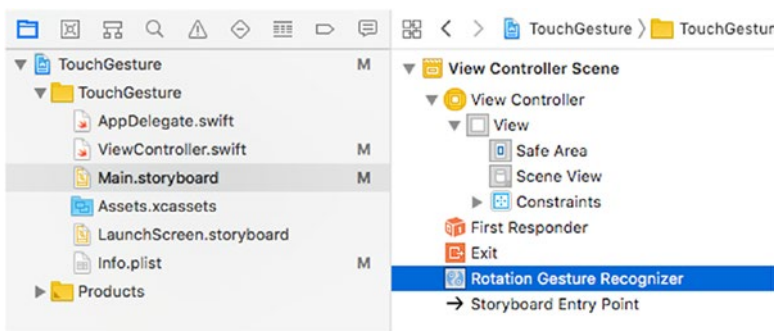 TouchGesture 〉 TouchGestur
TouchGesture M
TouchGesture
AppDelegate.swift
ViewController.swift M
Main.storyboard M
Assets.xcassets
LaunchScreen.storyboard
Info.plist M
Products
View Controller Scene
View Controller
View
Safe Area
Scene View
Constraints
First Responder
Exit
Rotation Gesture Recognizer
Storyboard Entry Point